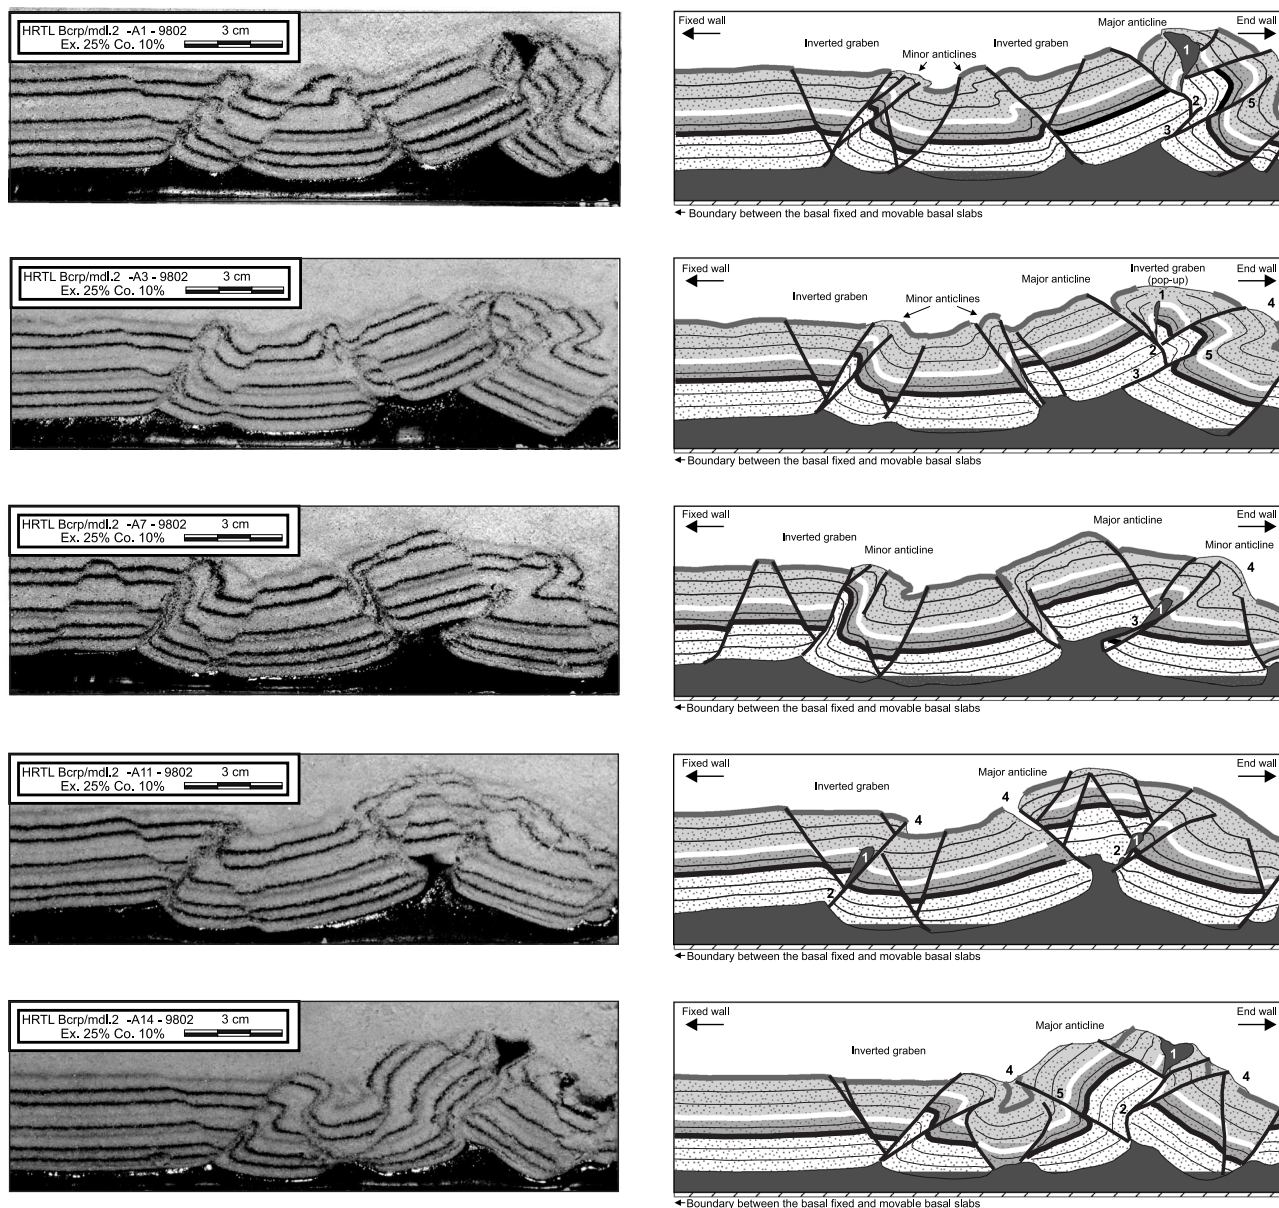 HRTL Bcrp/mdl.2 -A1 - 9802 3 cm
Ex. 25% Co. 10%
Fixed wall
Major anticline
End wall
Inverted graben
Minor anticlines
Inverted graben
1
2
3
5
← Boundary between the basal fixed and movable basal slabs
HRTL Bcrp/mdl.2 -A3 - 9802 3 cm
Ex. 25% Co. 10%
Fixed wall
Major anticline
Inverted graben
(pop-up)
End wall
Inverted graben
Minor anticlines
1
4
2
5
3
← Boundary between the basal fixed and movable basal slabs
HRTL Bcrp/mdl.2 -A7 - 9802 3 cm
Ex. 25% Co. 10%
Fixed wall
Major anticline
End wall
Inverted graben
Minor anticline
Minor anticline
4
1
3
← Boundary between the basal fixed and movable basal slabs
HRTL Bcrp/mdl.2 -A11 - 9802 3 cm
Ex. 25% Co. 10%
Fixed wall
Major anticline
End wall
Inverted graben
4
4
1
1
2
2
← Boundary between the basal fixed and movable basal slabs
HRTL Bcrp/mdl.2 -A14 - 9802 3 cm
Ex. 25% Co. 10%
Fixed wall
Major anticline
End wall
Inverted graben
1
4
4
5
2
← Boundary between the basal fixed and movable basal slabs